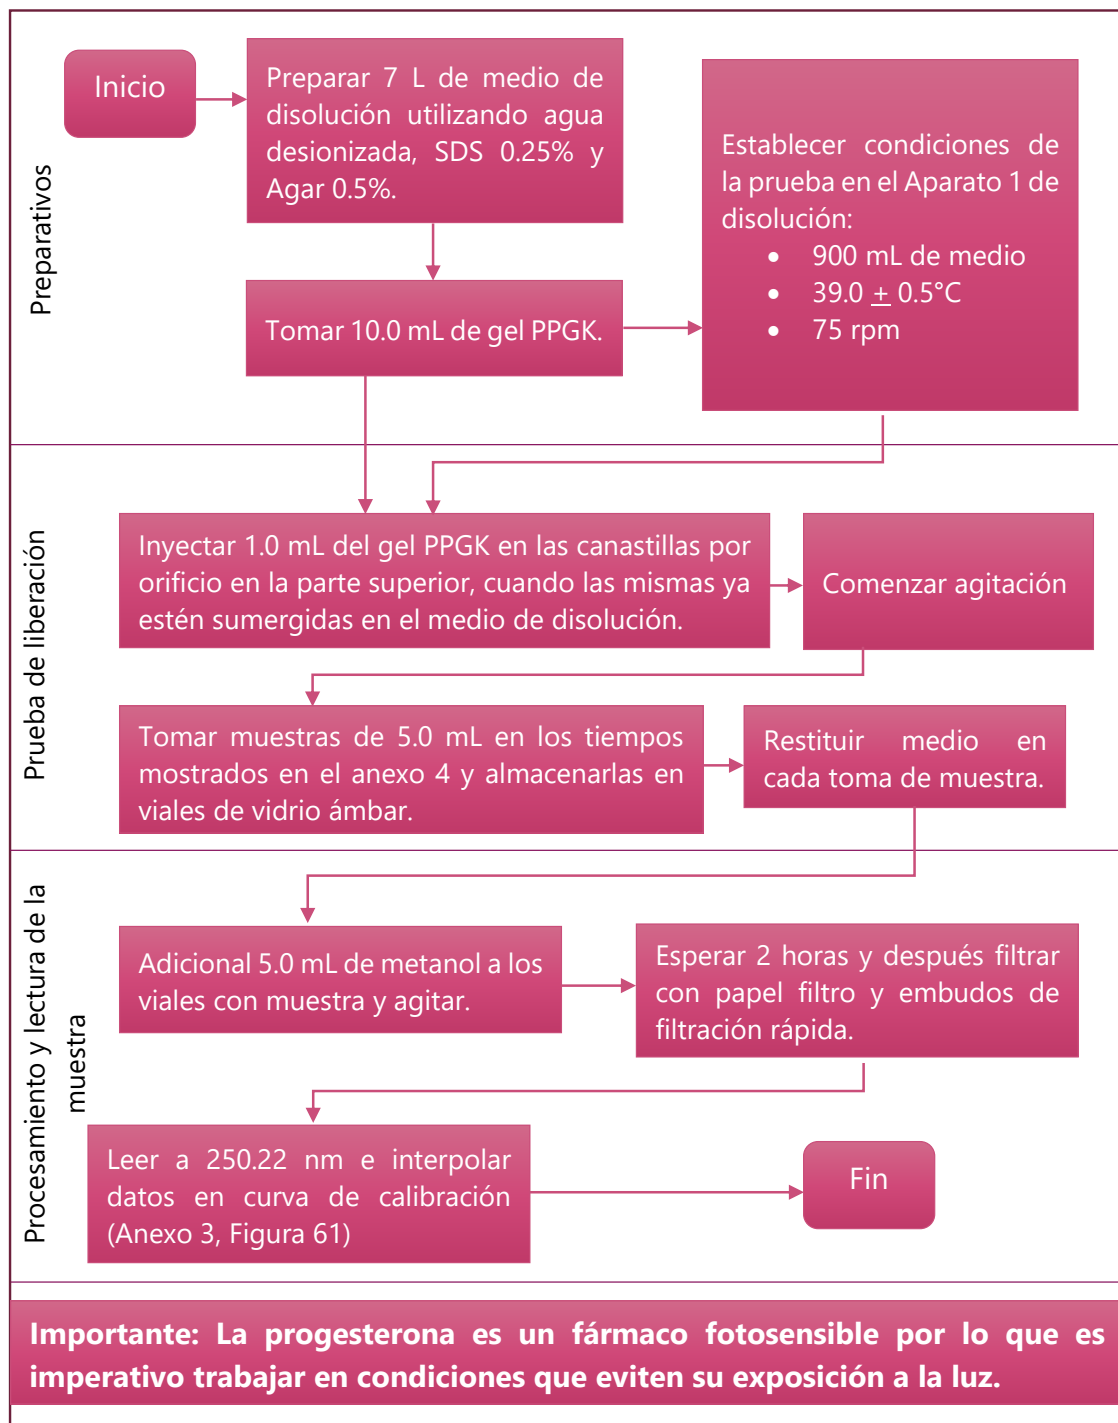 Preparativos
Inicio
Preparar 7 L de medio de
disolución utilizando agua
desionizada, SDS 0.25% y
Agar 0.5%.
Establecer condiciones de
la prueba en el Aparato 1 de
disolución:
• 900 mL de medio
• 39.0 ± 0.5°C
• 75 rpm
Tomar 10.0 mL de gel PPGK.
Prueba de liberación
Inyectar 1.0 mL del gel PPGK en las canastillas por
orificio en la parte superior, cuando las mismas ya
estén sumergidas en el medio de disolución.
Comenzar agitación
Tomar muestras de 5.0 mL en los tiempos
mostrados en el anexo 4 y almacenarlas en
viales de vidrio ámbar.
Restituir medio en
cada toma de muestra.
Procesamiento y lectura de la
muestra
Adicional 5.0 mL de metanol a los
viales con muestra y agitar.
Esperar 2 horas y después filtrar
con papel filtro y embudos de
filtración rápida.
Leer a 250.22 nm e interpolar
datos en curva de calibración
(Anexo 3, Figura 61)
Fin
Importante: La progesterona es un fármaco fotosensible por lo que es
imperativo trabajar en condiciones que eviten su exposición a la luz.